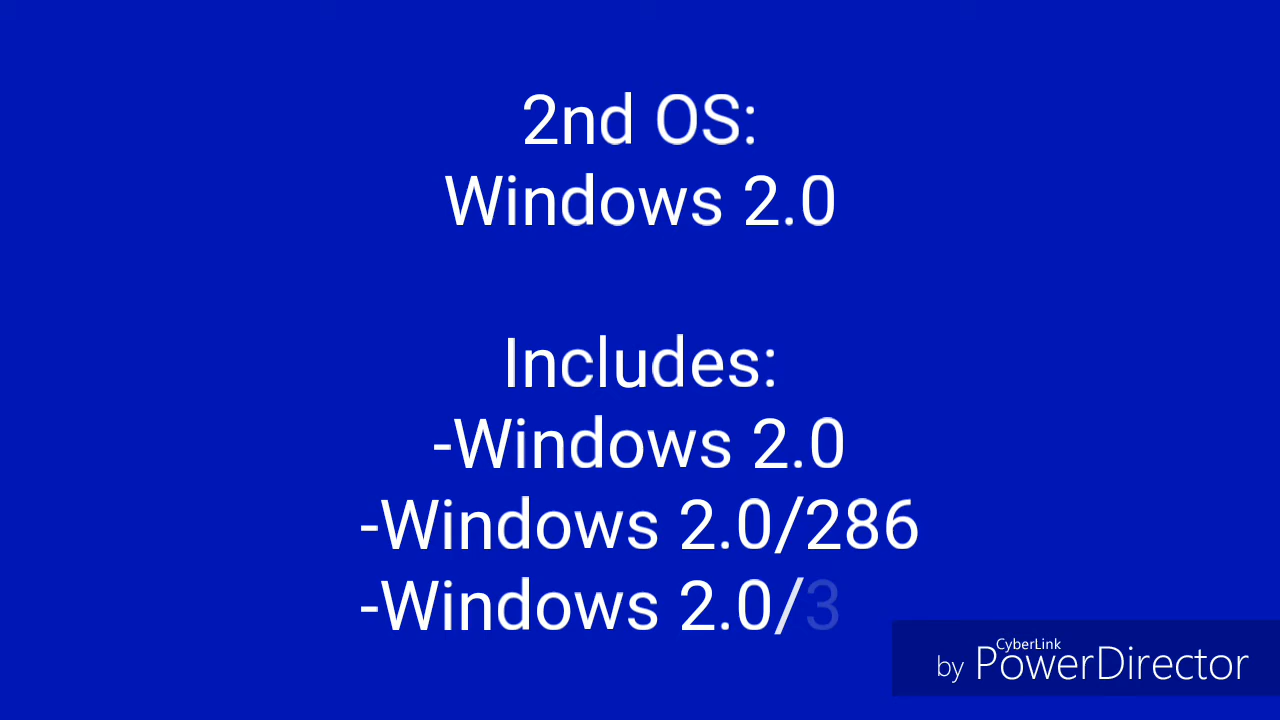 2nd OS:
Windows 2.0
Includes:
-Windows 2.0
-Windows 2.0/286
-Windows 2.0/3
CyberLink
by PowerDirector